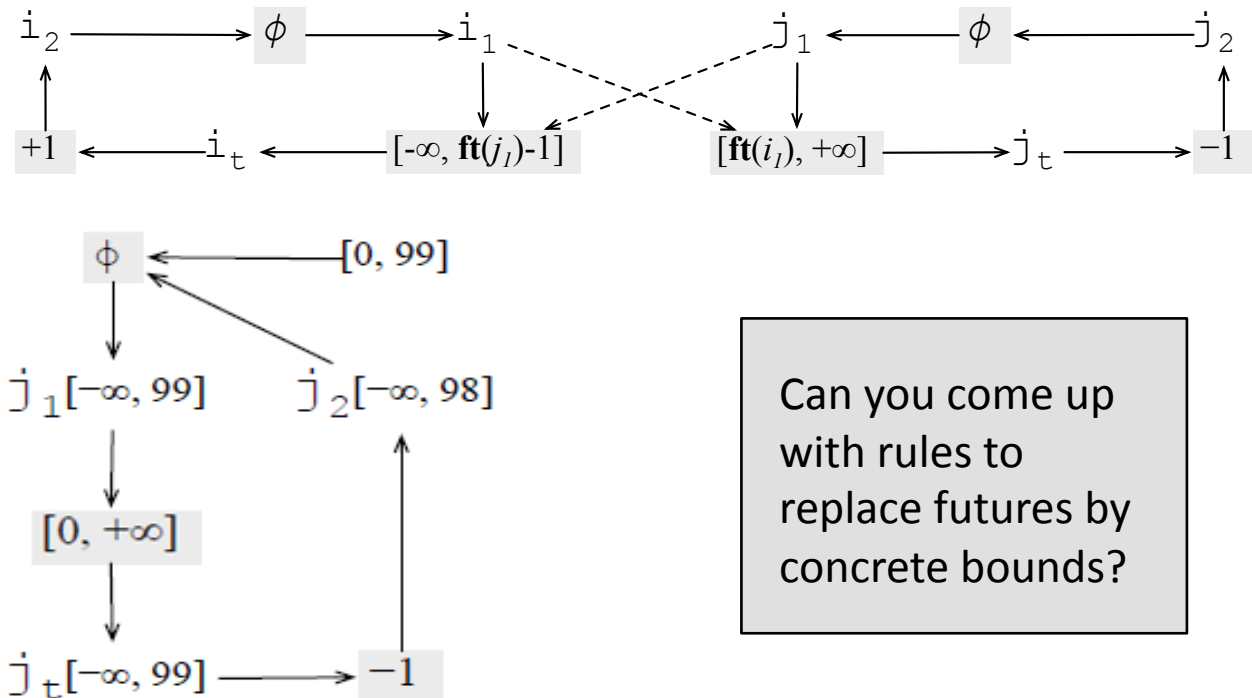 i₂ ϕ i₁ j₁ ϕ j₂
+1 iₜ [-∞, ft(j₁)-1] [ft(i₁), +∞] jₜ −1
ϕ [0, 99]
j₁[−∞, 99] j₂[−∞, 98]
[0, +∞]
jₜ[−∞, 99] −1
Can you come up
with rules to
replace futures by
concrete bounds?